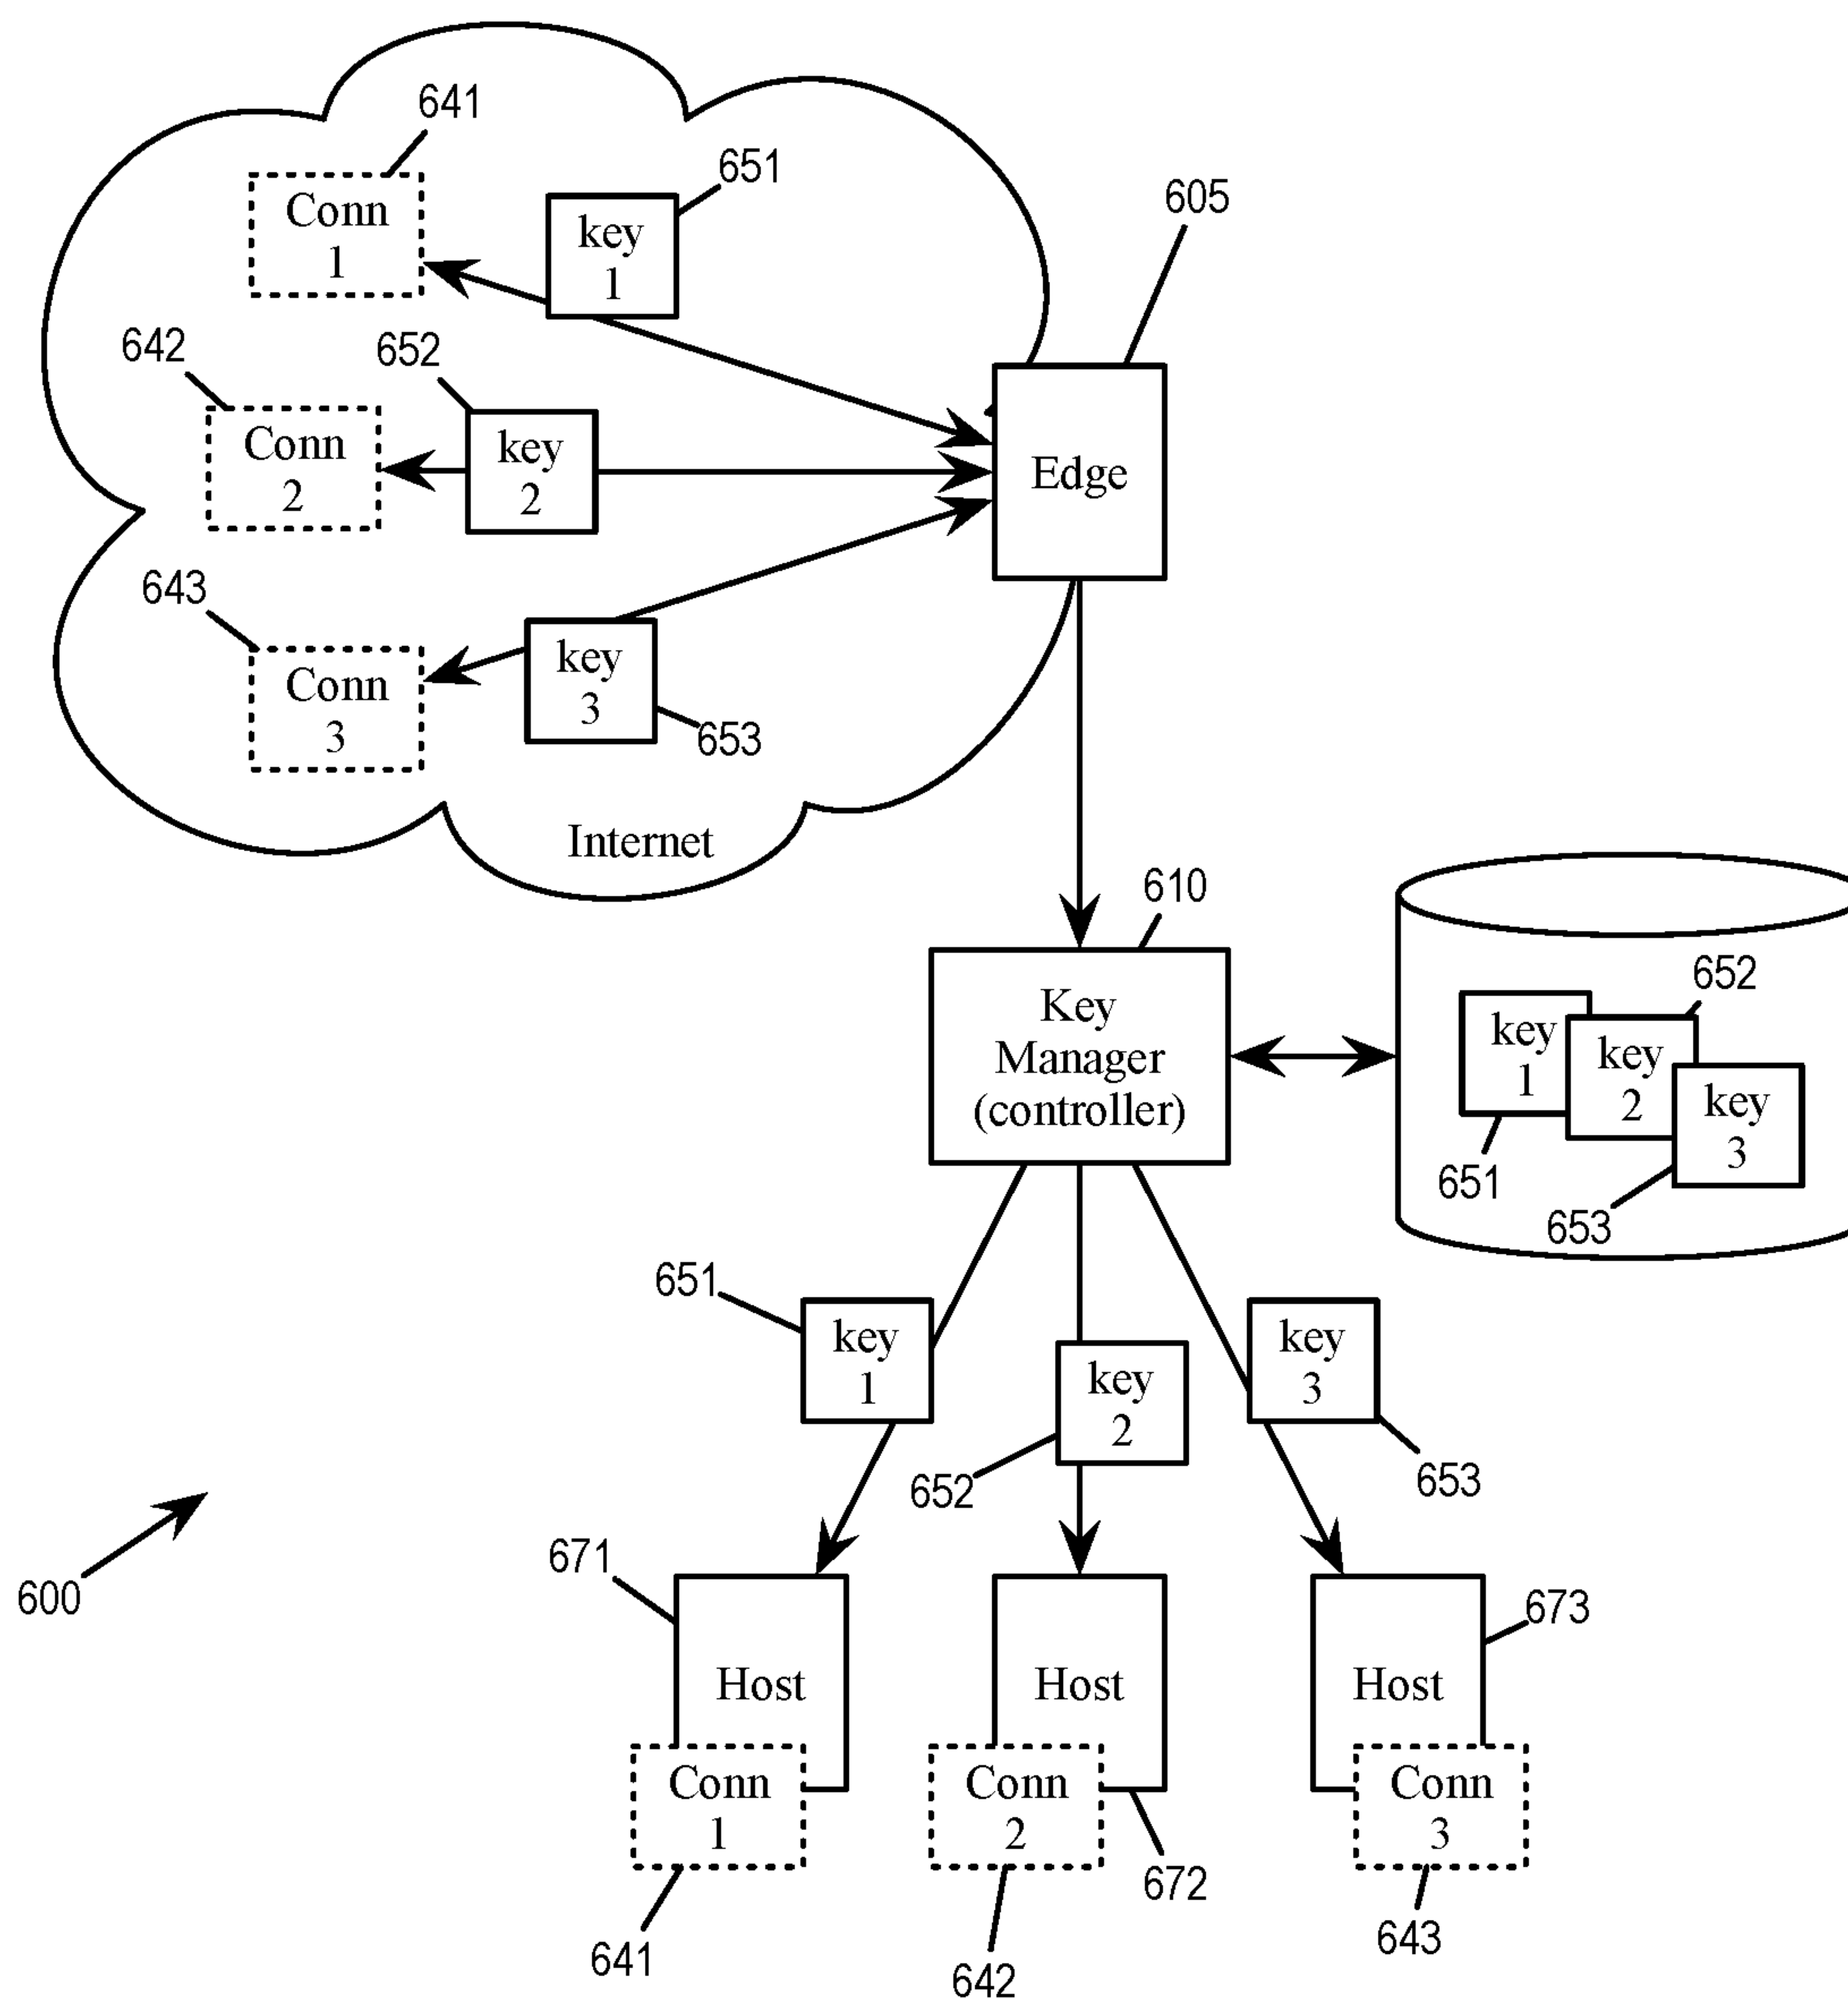 641
Conn
1
651
key
1
605
642
Conn
2
652
key
2
Edge
643
Conn
3
key
3
653
Internet
610
Key
Manager
(controller)
652
key
1
key
2
key
3
651
653
651
key
1
key
2
652
key
3
653
600
671
Host
Host
Host
673
Conn
1
Conn
2
Conn
3
672
641
642
643